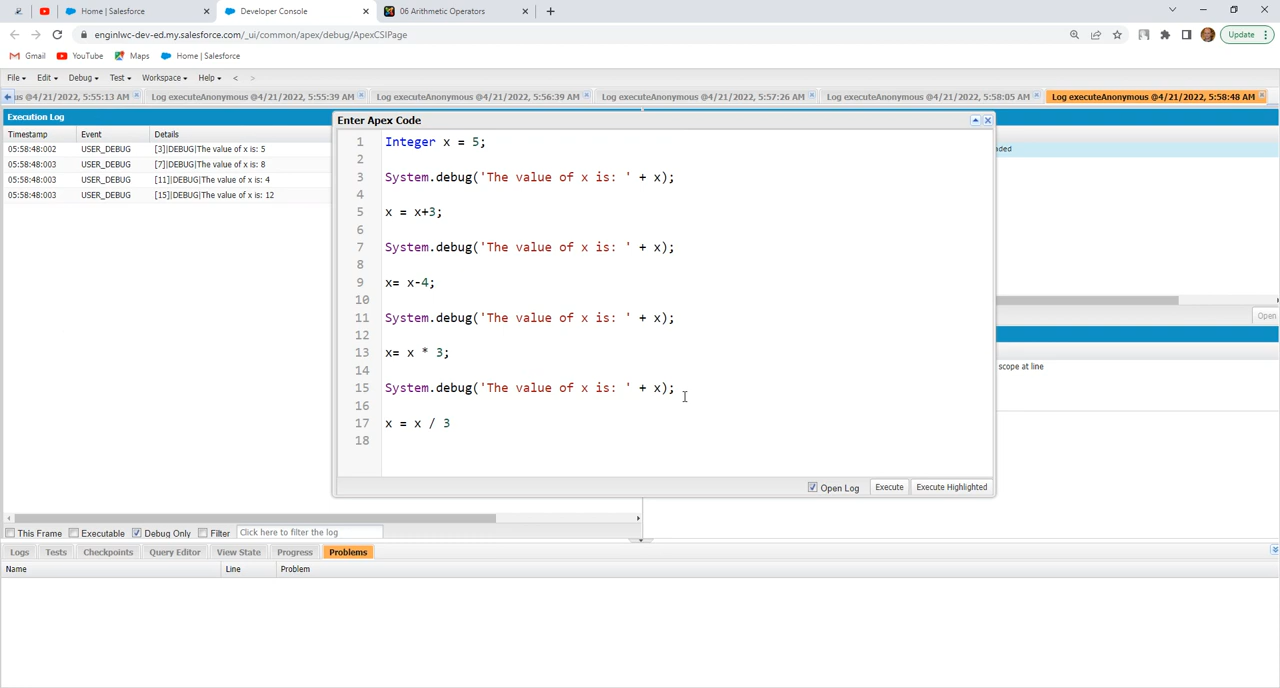 Home | Salesforce
Developer Console
06 Arithmetic Operators
enginlwc-dev-ed.my.salesforce.com/_ui/common/apex/debug/ApexCSIPage
Update
Gmail
YouTube
Maps
Home | Salesforce
File
Edit
Debug
Test
Workspace
Help
<
>
us @4/21/2022, 5:55:13 AM
Log executeAnonymous @4/21/2022, 5:55:39 AM
Log executeAnonymous @4/21/2022, 5:56:39 AM
Log executeAnonymous @4/21/2022, 5:57:26 AM
Log executeAnonymous @4/21/2022, 5:58:05 AM
Log executeAnonymous @4/21/2022, 5:58:48 AM
Execution Log
Timestamp Event Details
05:58:48:002 USER_DEBUG [3]|DEBUG|The value of x is: 5
05:58:48:003 USER_DEBUG [7]|DEBUG|The value of x is: 8
05:58:48:003 USER_DEBUG [11]|DEBUG|The value of x is: 4
05:58:48:003 USER_DEBUG [15]|DEBUG|The value of x is: 12
Enter Apex Code
1 Integer x = 5;
2
3 System.debug('The value of x is: ' + x);
4
5 x = x+3;
6
7 System.debug('The value of x is: ' + x);
8
9 x= x-4;
10
11 System.debug('The value of x is: ' + x);
12
13 x= x * 3;
14
15 System.debug('The value of x is: ' + x);
16
17 x = x / 3
18
Open Log
Execute
Execute Highlighted
aded
Open
scope at line
This Frame
Executable
Debug Only
Filter
Click here to filter the log
Logs
Tests
Checkpoints
Query Editor
View State
Progress
Problems
Name Line Problem